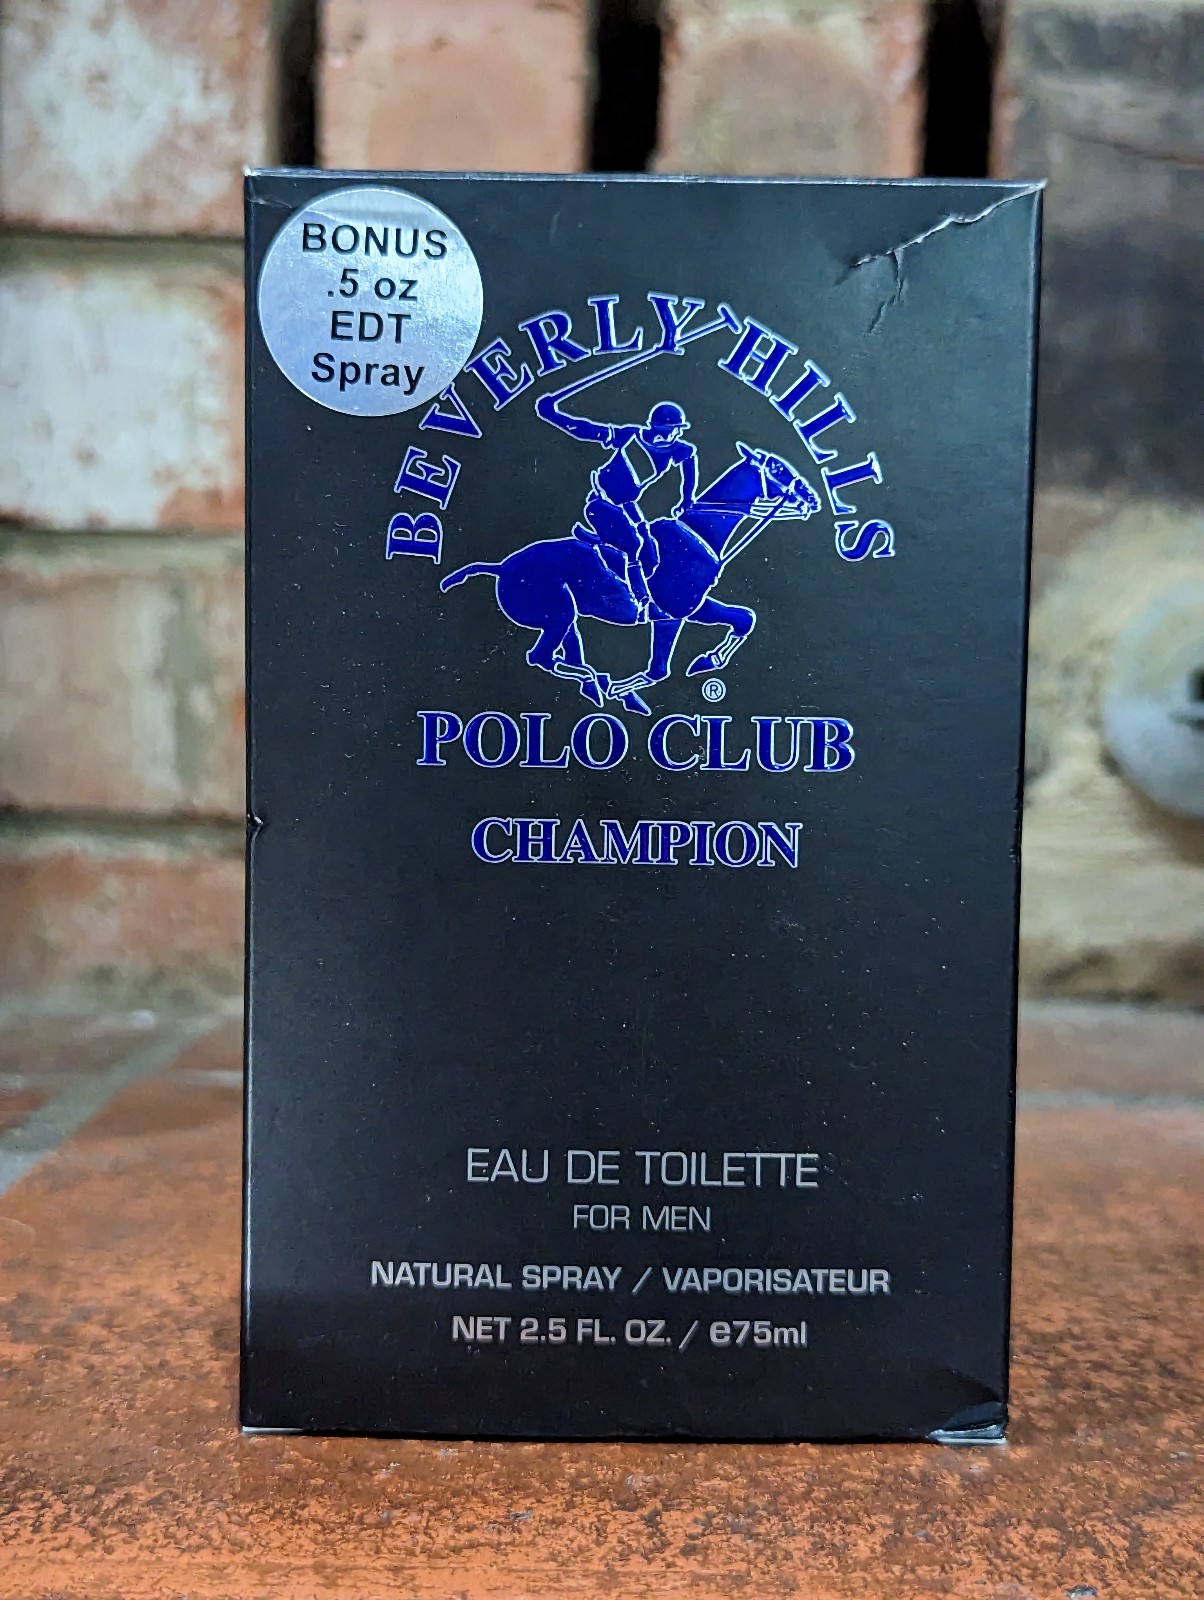 BONUS
.5 oz
EDT
Spray
BEVERLY HILLS
®
POLO CLUB
CHAMPION
EAU DE TOILETTE
FOR MEN
NATURAL SPRAY / VAPORISATEUR
NET 2.5 FL. OZ. / ℮75ml